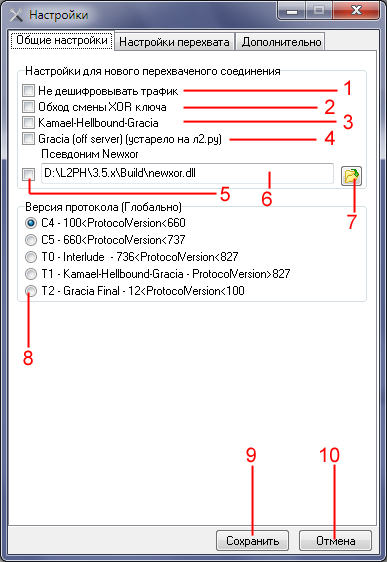 Настройки
Общие настройки Настройки перехвата Дополнительно
Настройки для нового перехваченого соединения
Не дешифровывать трафик 1
Обход смены XOR ключа 2
Kamael-Hellbound-Gracia 3
Gracia (off server) (устарело на л2.ру) 4
Псевдоним Newxor
D:\L2PH\3.5.x\Build\newxor.dll
5 6 7
Версия протокола (Глобально)
C4 - 100<ProtocolVersion<660
C5 - 660<ProtocolVersion<737
T0 - Interlude - 736<ProtocolVersion<827
T1 - Kamael-Hellbound-Gracia - ProtocolVersion>827
T2 - Gracia Final - 12<ProtocolVersion<100
8
9 10
Сохранить Отмена